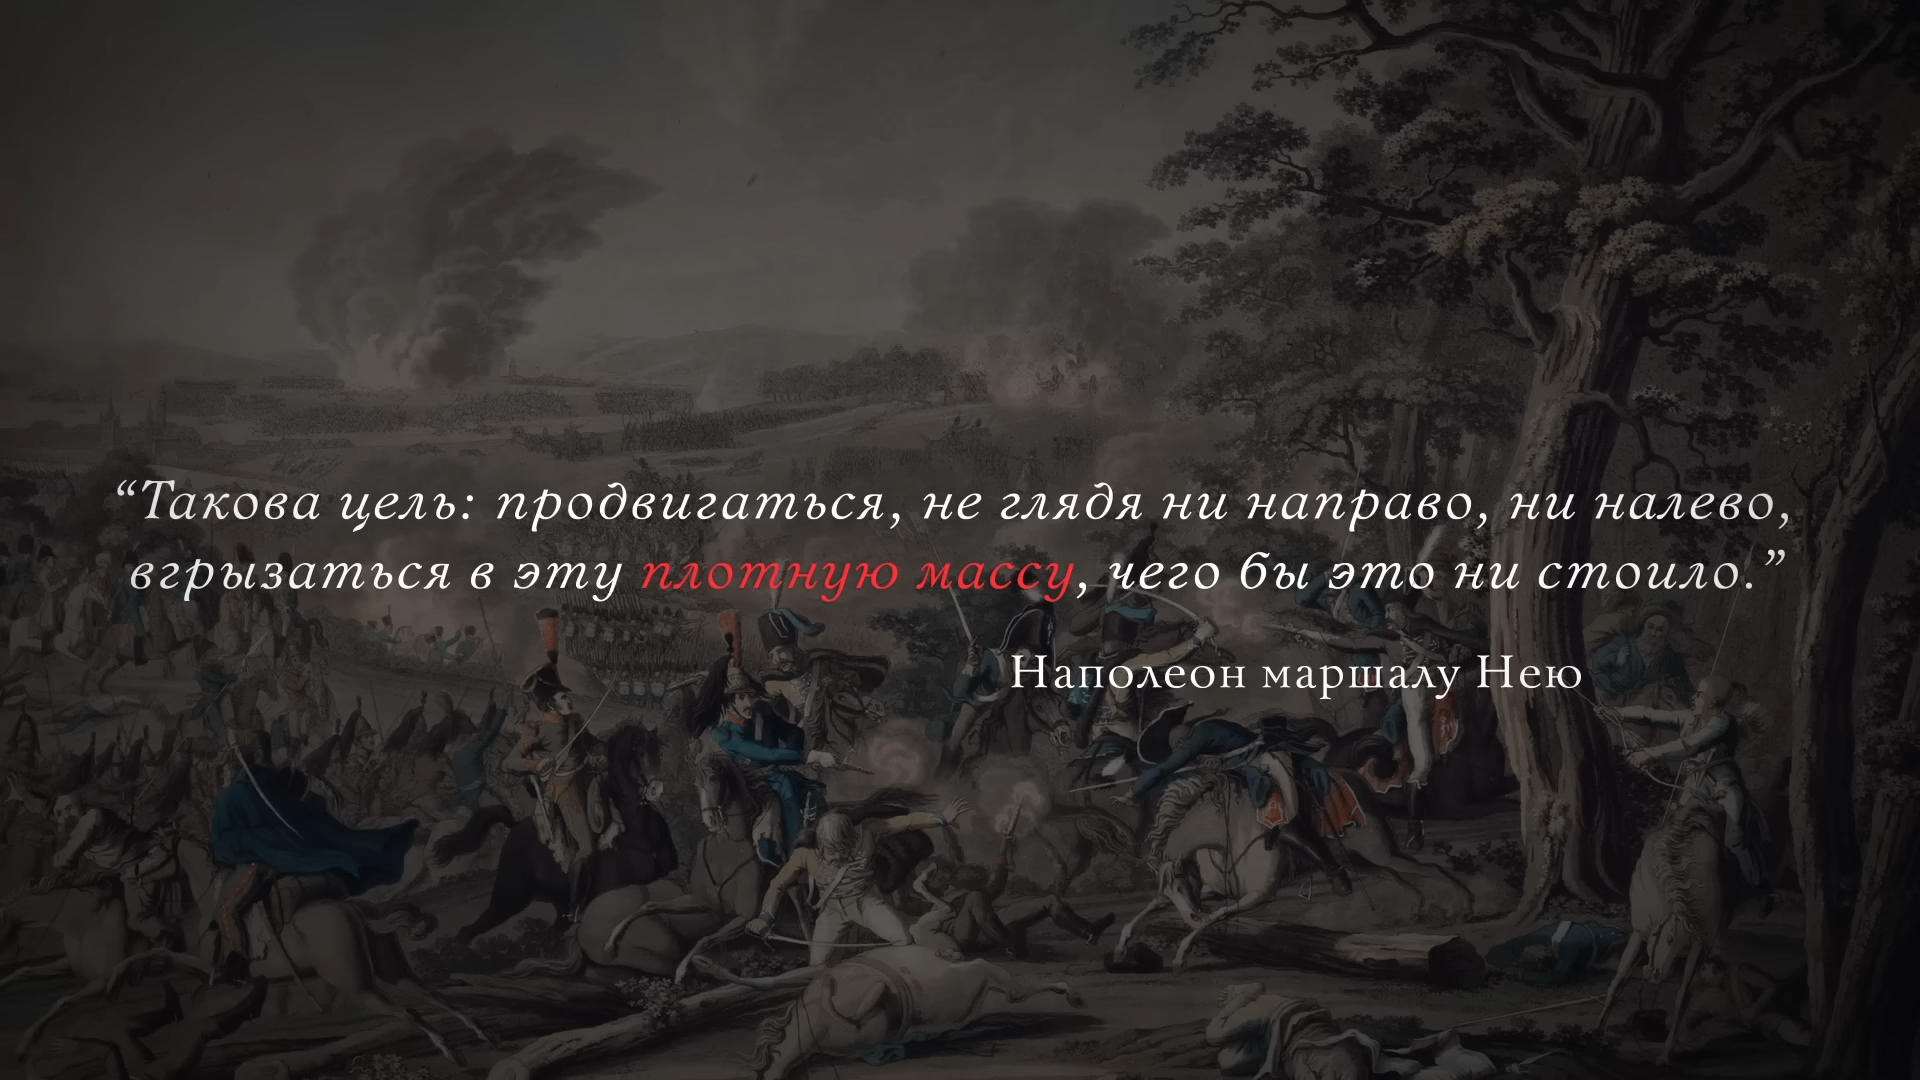 “Такова цель: продвигаться, не глядя ни направо, ни налево,
вгрызаться в эту плотную массу, чего бы это ни стоило.”
Наполеон маршалу Нею